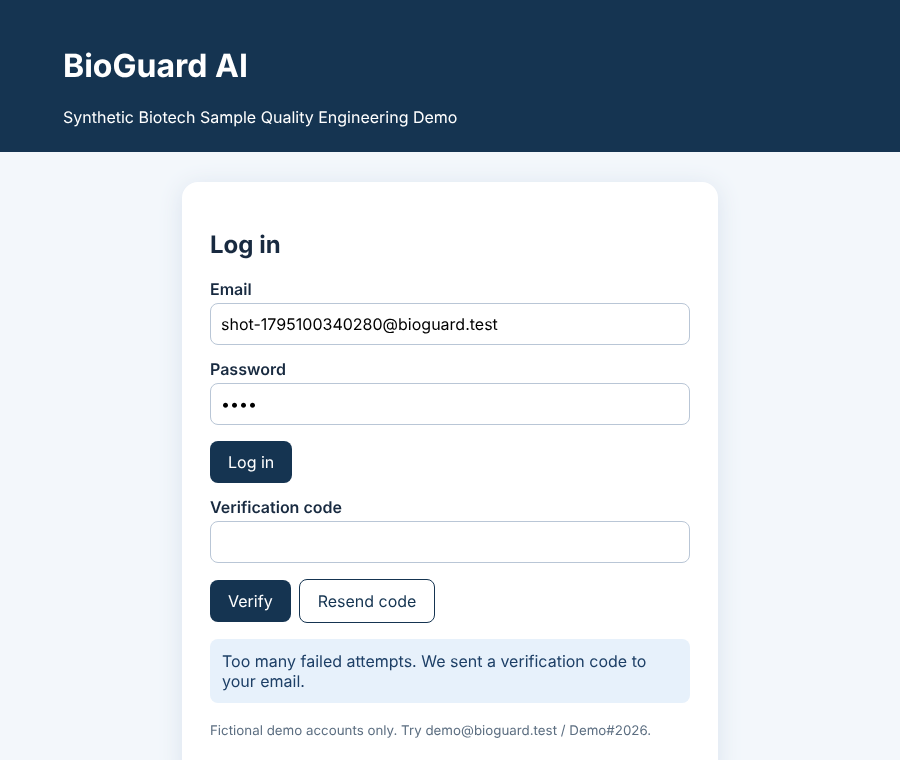 BioGuard AI
Synthetic Biotech Sample Quality Engineering Demo
Log in
Email
shot-1795100340280@bioguard.test
Password
••••
Log in
Verification code
Verify
Resend code
Too many failed attempts. We sent a verification code to
your email.
Fictional demo accounts only. Try demo@bioguard.test / Demo#2026.